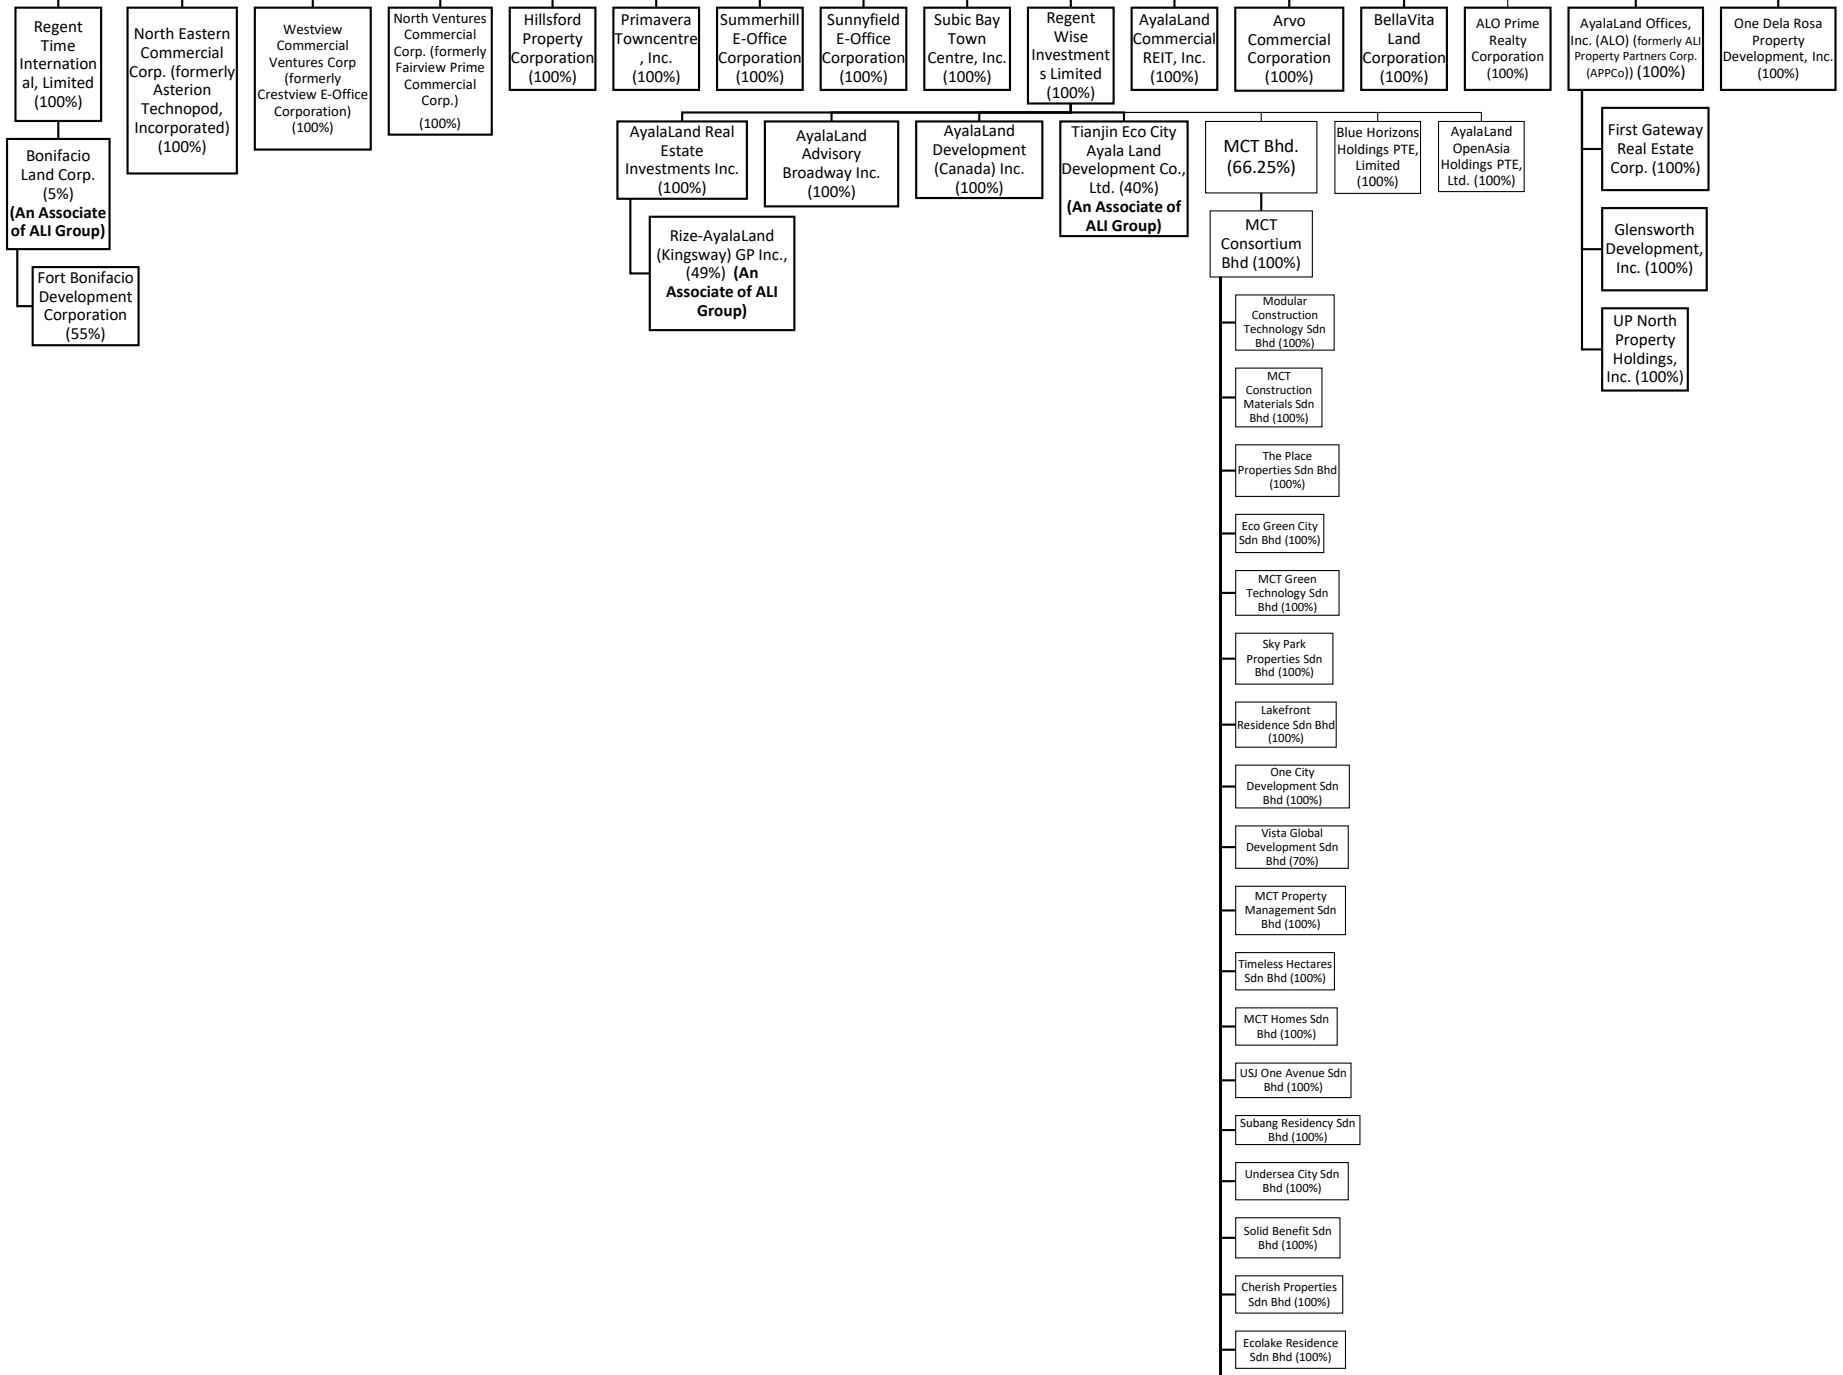 Regent
Time
Internation
al, Limited
(100%)
North Eastern
Commercial
Corp. (formerly
Asterion
Technopod,
Incorporated)
(100%)
Westview
Commercial
Ventures Corp
(formerly
Crestview E-Office
Corporation)
(100%)
North Ventures
Commercial
Corp. (formerly
Fairview Prime
Commercial
Corp.)
(100%)
Hillsford
Property
Corporation
(100%)
Primavera
Towncentre
, Inc.
(100%)
Summerhill
E-Office
Corporation
(100%)
Sunnyfield
E-Office
Corporation
(100%)
Subic Bay
Town
Centre, Inc.
(100%)
Regent
Wise
Investment
s Limited
(100%)
AyalaLand
Commercial
REIT, Inc.
(100%)
Arvo
Commercial
Corporation
(100%)
BellaVita
Land
Corporation
(100%)
ALO Prime
Realty
Corporation
(100%)
AyalaLand Offices,
Inc. (ALO) (formerly ALI
Property Partners Corp.
(APPCo)) (100%)
One Dela Rosa
Property
Development, Inc.
(100%)
Bonifacio
Land Corp.
(5%)
(An Associate
of ALI Group)
Fort Bonifacio
Development
Corporation
(55%)
AyalaLand Real
Estate
Investments Inc.
(100%)
AyalaLand
Advisory
Broadway Inc.
(100%)
AyalaLand
Development
(Canada) Inc.
(100%)
Tianjin Eco City
Ayala Land
Development Co.,
Ltd. (40%)
(An Associate of
ALI Group)
MCT Bhd.
(66.25%)
Blue Horizons
Holdings PTE,
Limited
(100%)
AyalaLand
OpenAsia
Holdings PTE,
Ltd. (100%)
First Gateway
Real Estate
Corp. (100%)
Glensworth
Development,
Inc. (100%)
UP North
Property
Holdings,
Inc. (100%)
Rize-AyalaLand
(Kingsway) GP Inc.,
(49%) (An
Associate of ALI
Group)
MCT
Consortium
Bhd (100%)
Modular
Construction
Technology Sdn
Bhd (100%)
MCT
Construction
Materials Sdn
Bhd (100%)
The Place
Properties Sdn Bhd
(100%)
Eco Green City
Sdn Bhd (100%)
MCT Green
Technology Sdn
Bhd (100%)
Sky Park
Properties Sdn
Bhd (100%)
Lakefront
Residence Sdn Bhd
(100%)
One City
Development Sdn
Bhd (100%)
Vista Global
Development Sdn
Bhd (70%)
MCT Property
Management Sdn
Bhd (100%)
Timeless Hectares
Sdn Bhd (100%)
MCT Homes Sdn
Bhd (100%)
USJ One Avenue Sdn
Bhd (100%)
Subang Residency Sdn
Bhd (100%)
Undersea City Sdn
Bhd (100%)
Solid Benefit Sdn
Bhd (100%)
Cherish Properties
Sdn Bhd (100%)
Ecolake Residence
Sdn Bhd (100%)